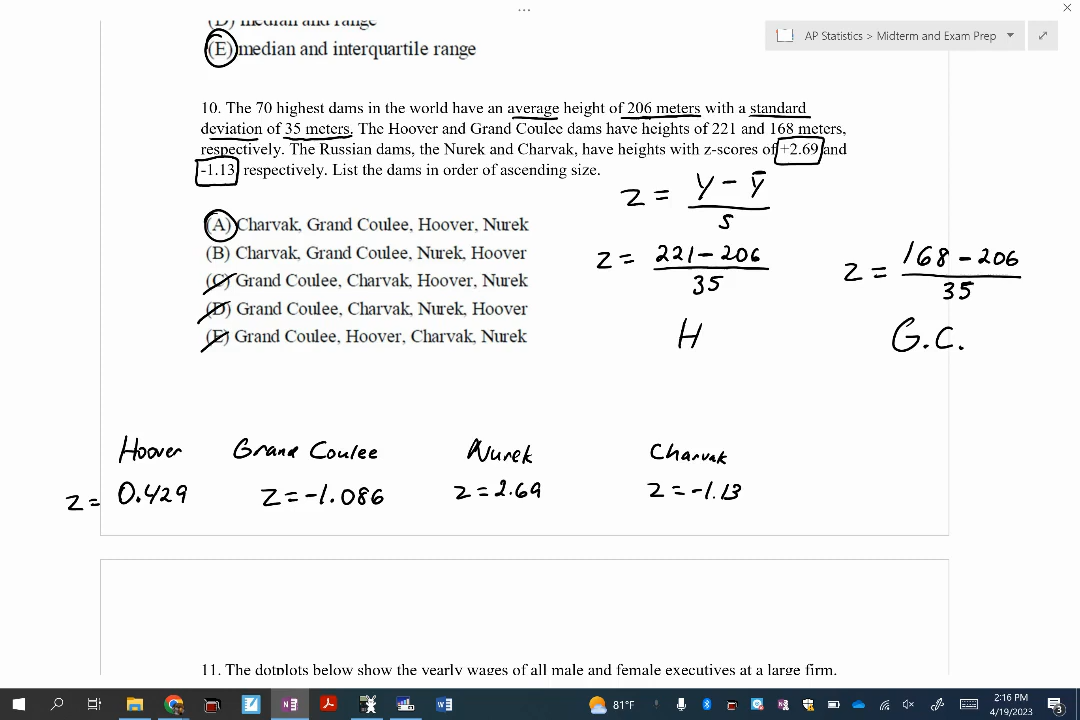 (D) median and range
(E) median and interquartile range
AP Statistics > Midterm and Exam Prep
10. The 70 highest dams in the world have an average height of 206 meters with a standard
deviation of 35 meters. The Hoover and Grand Coulee dams have heights of 221 and 168 meters,
respectively. The Russian dams, the Nurek and Charvak, have heights with z-scores of +2.69 and
-1.13 respectively. List the dams in order of ascending size.
z = y - ȳ / s
(A) Charvak, Grand Coulee, Hoover, Nurek
(B) Charvak, Grand Coulee, Nurek, Hoover
(C) Grand Coulee, Charvak, Hoover, Nurek
(D) Grand Coulee, Charvak, Nurek, Hoover
(E) Grand Coulee, Hoover, Charvak, Nurek
z = 221 - 206 / 35
H
z = 168 - 206 / 35
G.C.
Hoover Grand Coulee Nurek Charvak
z = 0.429 z = -1.086 z = 2.69 z = -1.13
11. The dotplots below show the yearly wages of all male and female executives at a large firm.
81°F
2:16 PM
4/19/2023
3